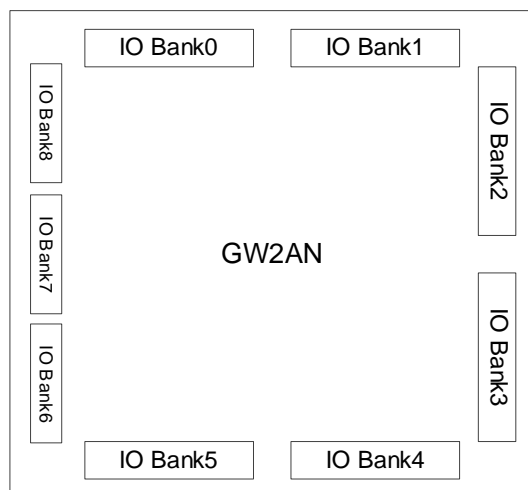 IO Bank0
IO Bank1
IO Bank8
IO Bank2
IO Bank7
GW2AN
IO Bank3
IO Bank6
IO Bank5
IO Bank4